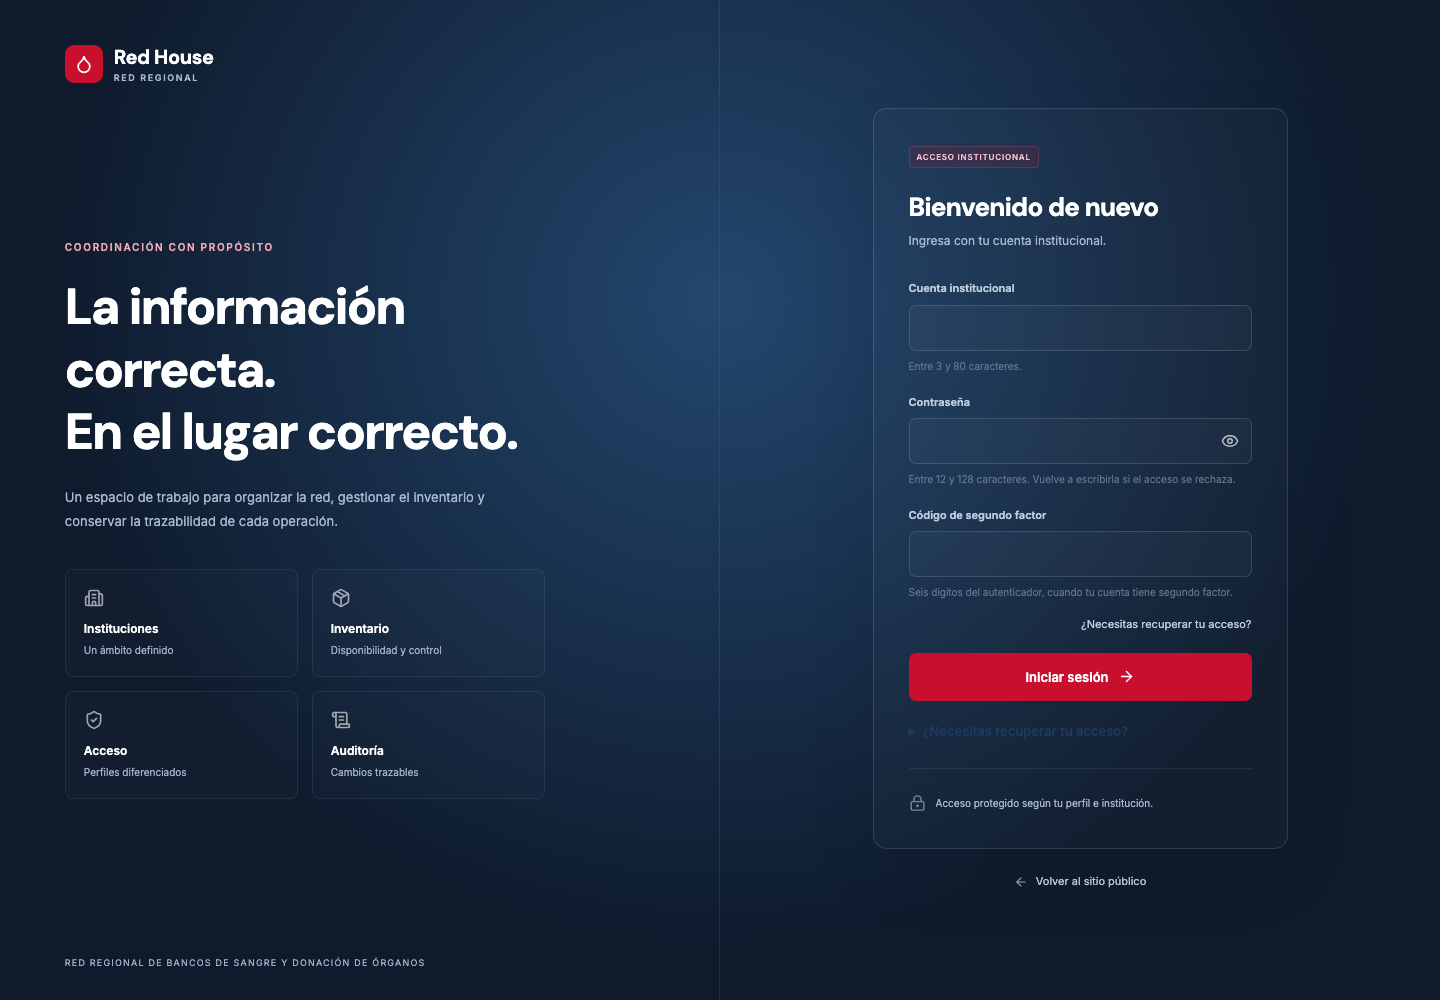 Red House
RED REGIONAL
COORDINACIÓN CON PROPÓSITO
La información
correcta.
En el lugar correcto.
Un espacio de trabajo para organizar la red, gestionar el inventario y
conservar la trazabilidad de cada operación.
Instituciones
Un ámbito definido
Inventario
Disponibilidad y control
Acceso
Perfiles diferenciados
Auditoría
Cambios trazables
RED REGIONAL DE BANCOS DE SANGRE Y DONACIÓN DE ÓRGANOS
ACCESO INSTITUCIONAL
Bienvenido de nuevo
Ingresa con tu cuenta institucional.
Cuenta institucional
Entre 3 y 80 caracteres.
Contraseña
Entre 12 y 128 caracteres. Vuelve a escribirla si el acceso se rechaza.
Código de segundo factor
Seis dígitos del autenticador, cuando tu cuenta tiene segundo factor.
¿Necesitas recuperar tu acceso?
Iniciar sesión
¿Necesitas recuperar tu acceso?
Acceso protegido según tu perfil e institución.
Volver al sitio público